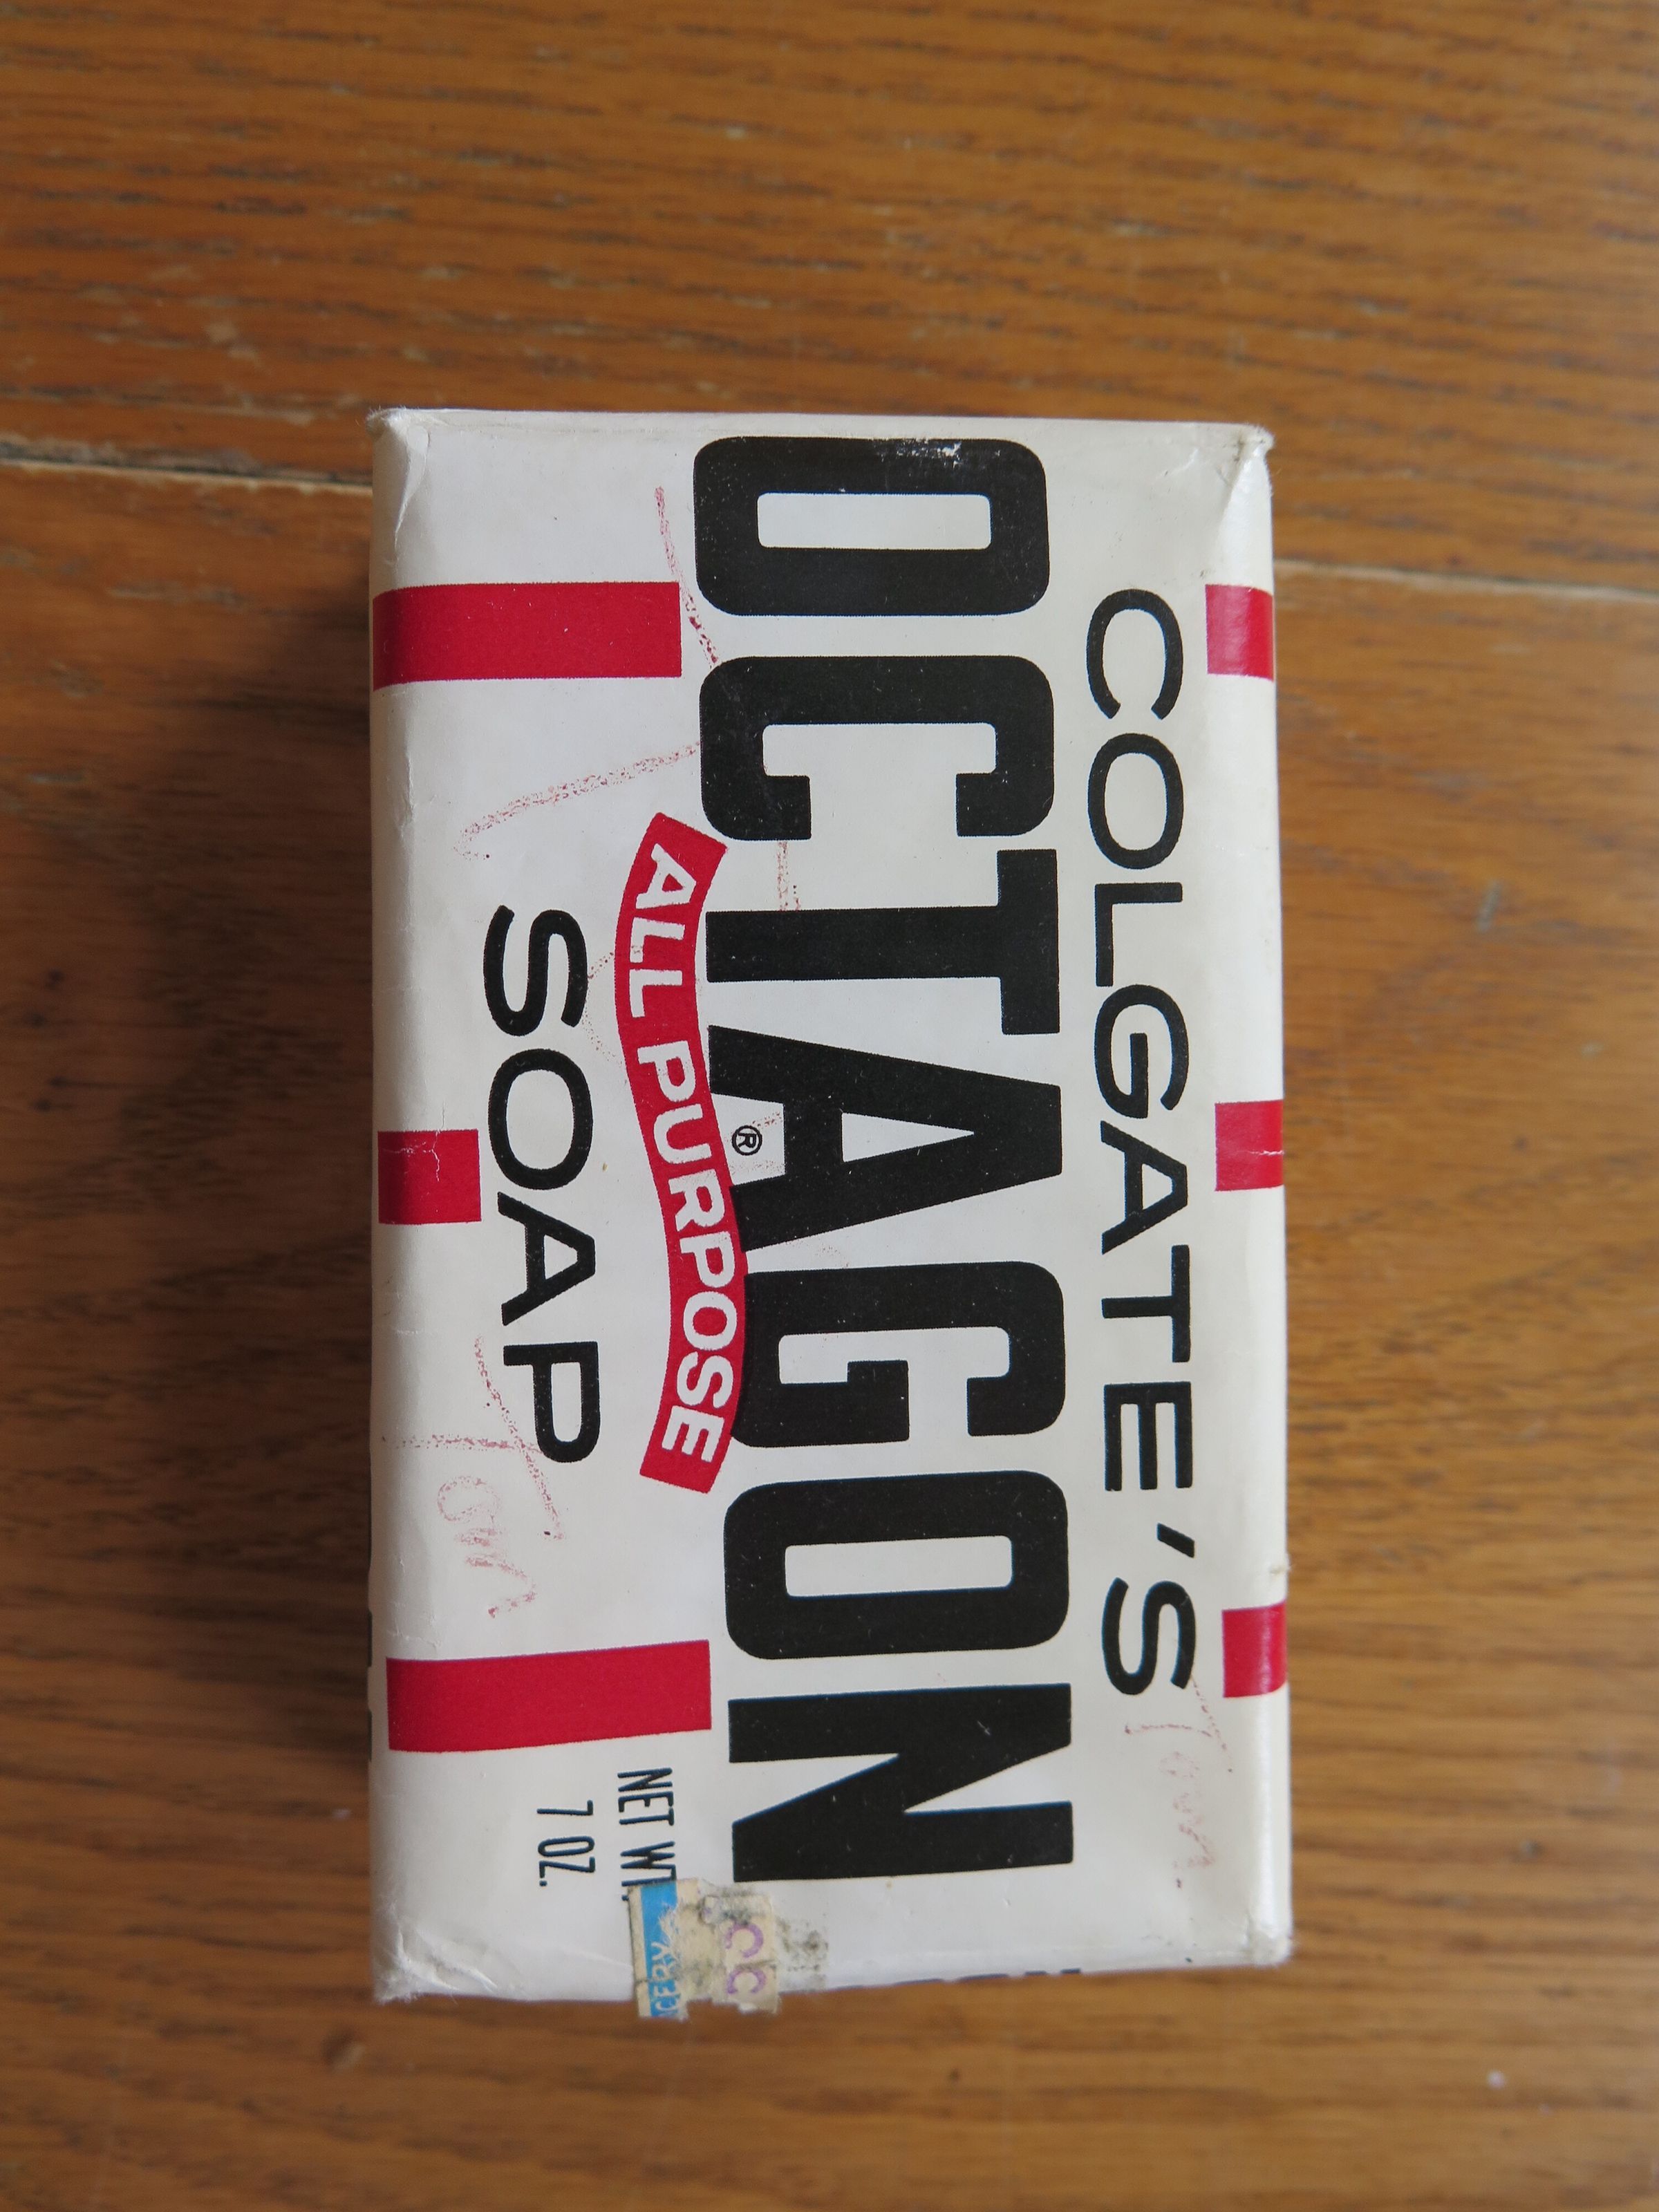 COLGATE'S
OCTAGON
®
ALL PURPOSE
SOAP
NET WT.
7 OZ.